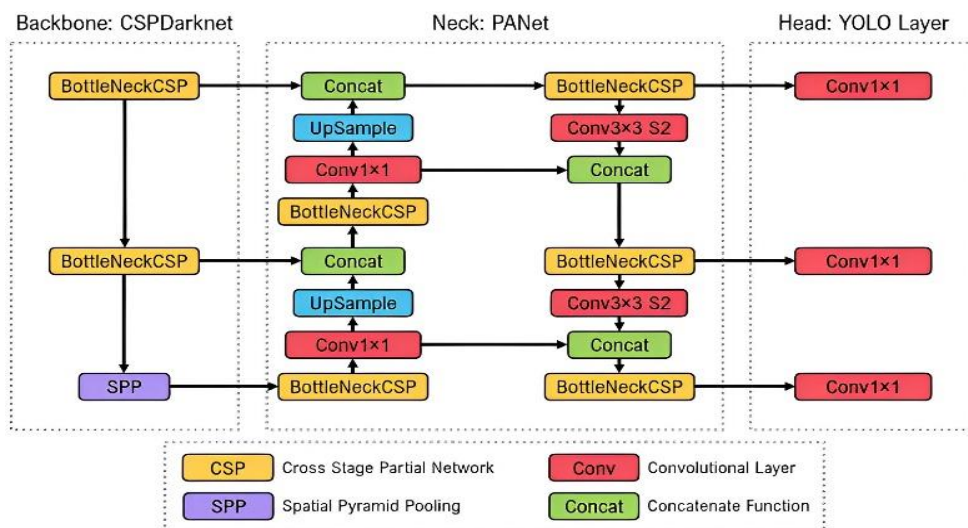 Backbone: CSPDarknet
Neck: PANet
Head: YOLO Layer
BottleNeckCSP
Concat
BottleNeckCSP
Conv1×1
UpSample
Conv3×3 S2
Conv1×1
Concat
BottleNeckCSP
BottleNeckCSP
Concat
BottleNeckCSP
Conv1×1
UpSample
Conv3×3 S2
Conv1×1
Concat
SPP
BottleNeckCSP
BottleNeckCSP
Conv1×1
CSP Cross Stage Partial Network
Conv Convolutional Layer
SPP Spatial Pyramid Pooling
Concat Concatenate Function